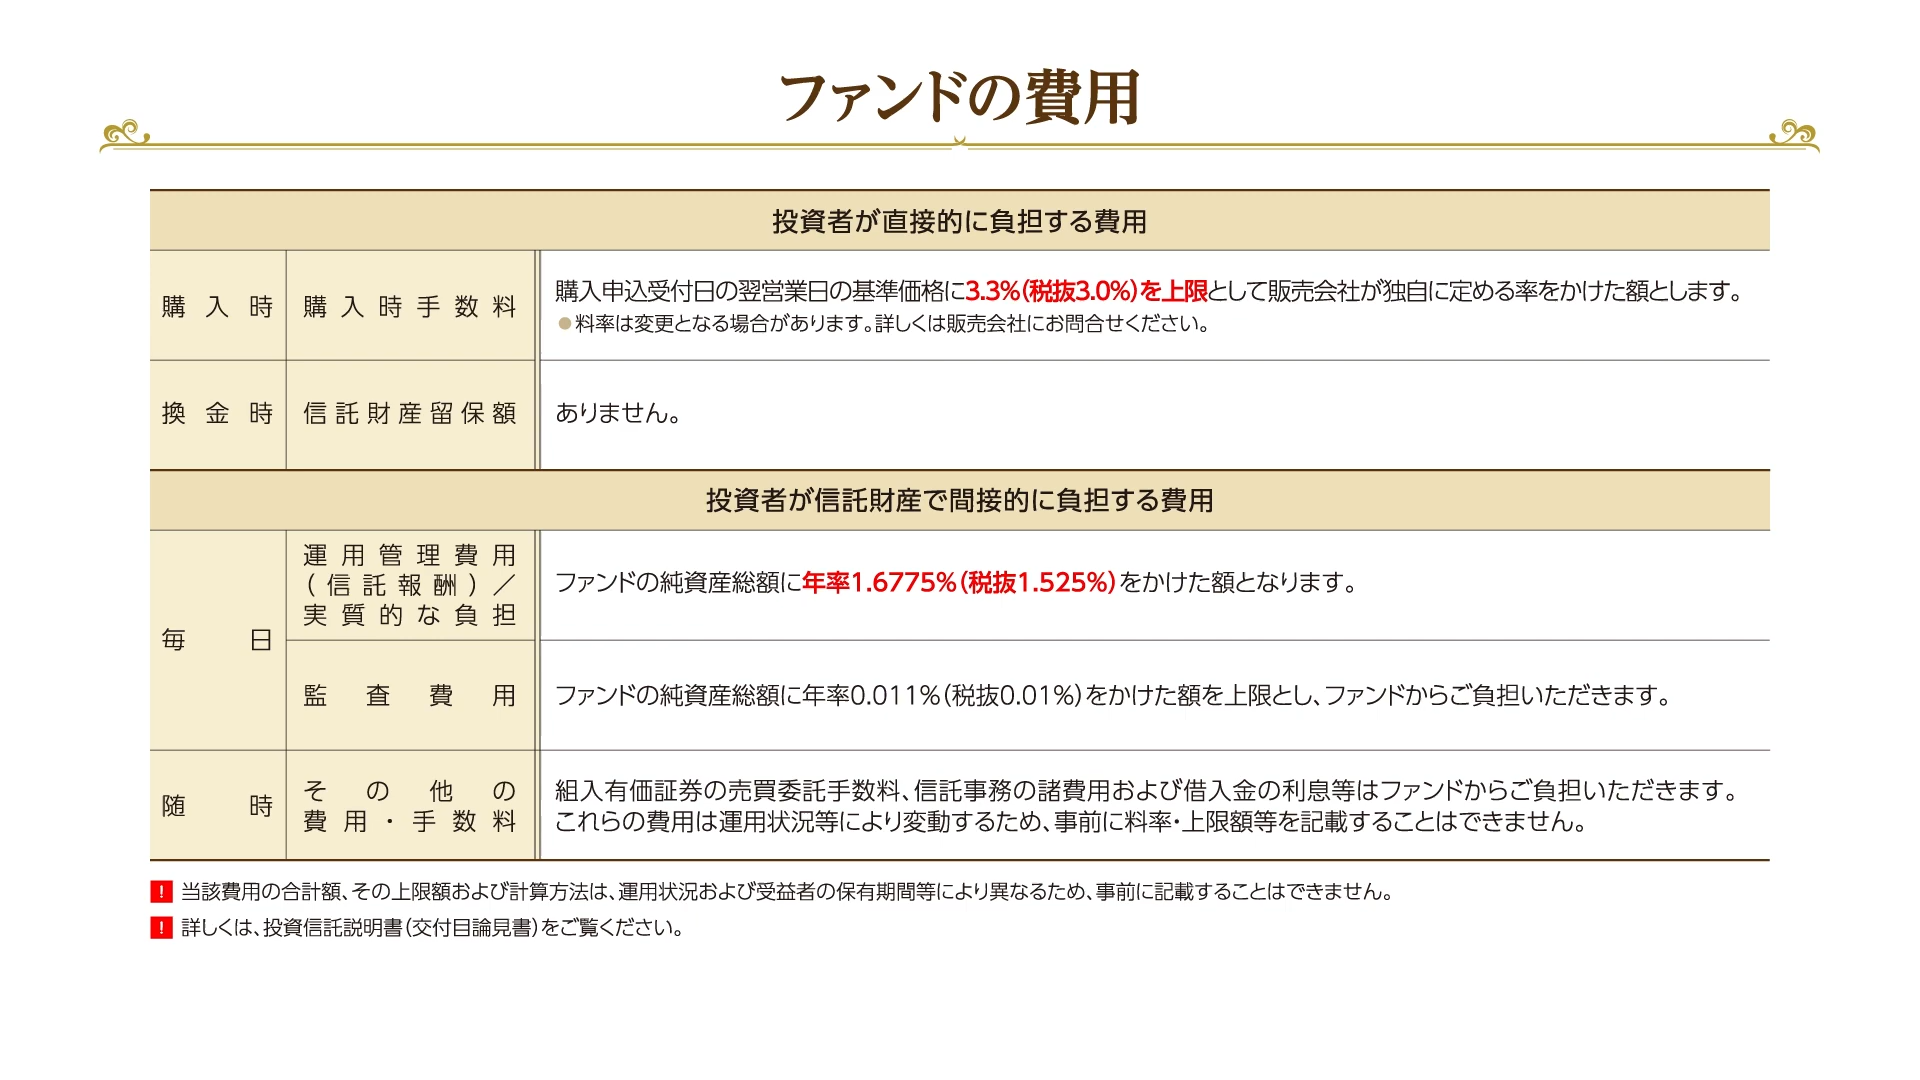 ファンドの費用
投資者が直接的に負担する費用
購入時
購入時手数料
購入申込受付日の翌営業日の基準価格に3.3%(税抜3.0%)を上限として販売会社が独自に定める率をかけた額とします。
●料率は変更となる場合があります。詳しくは販売会社にお問合せください。
換金時
信託財産留保額
ありません。
投資者が信託財産で間接的に負担する費用
毎日
運用管理費用
(信託報酬)／
実質的な負担
ファンドの純資産総額に年率1.6775%(税抜1.525%)をかけた額となります。
監査費用
ファンドの純資産総額に年率0.011%(税抜0.01%)をかけた額を上限とし、ファンドからご負担いただきます。
随時
その他の
費用・手数料
組入有価証券の売買委託手数料、信託事務の諸費用および借入金の利息等はファンドからご負担いただきます。
これらの費用は運用状況等により変動するため、事前に料率・上限額等を記載することはできません。
! 当該費用の合計額、その上限額および計算方法は、運用状況および受益者の保有期間等により異なるため、事前に記載することはできません。
! 詳しくは、投資信託説明書(交付目論見書)をご覧ください。